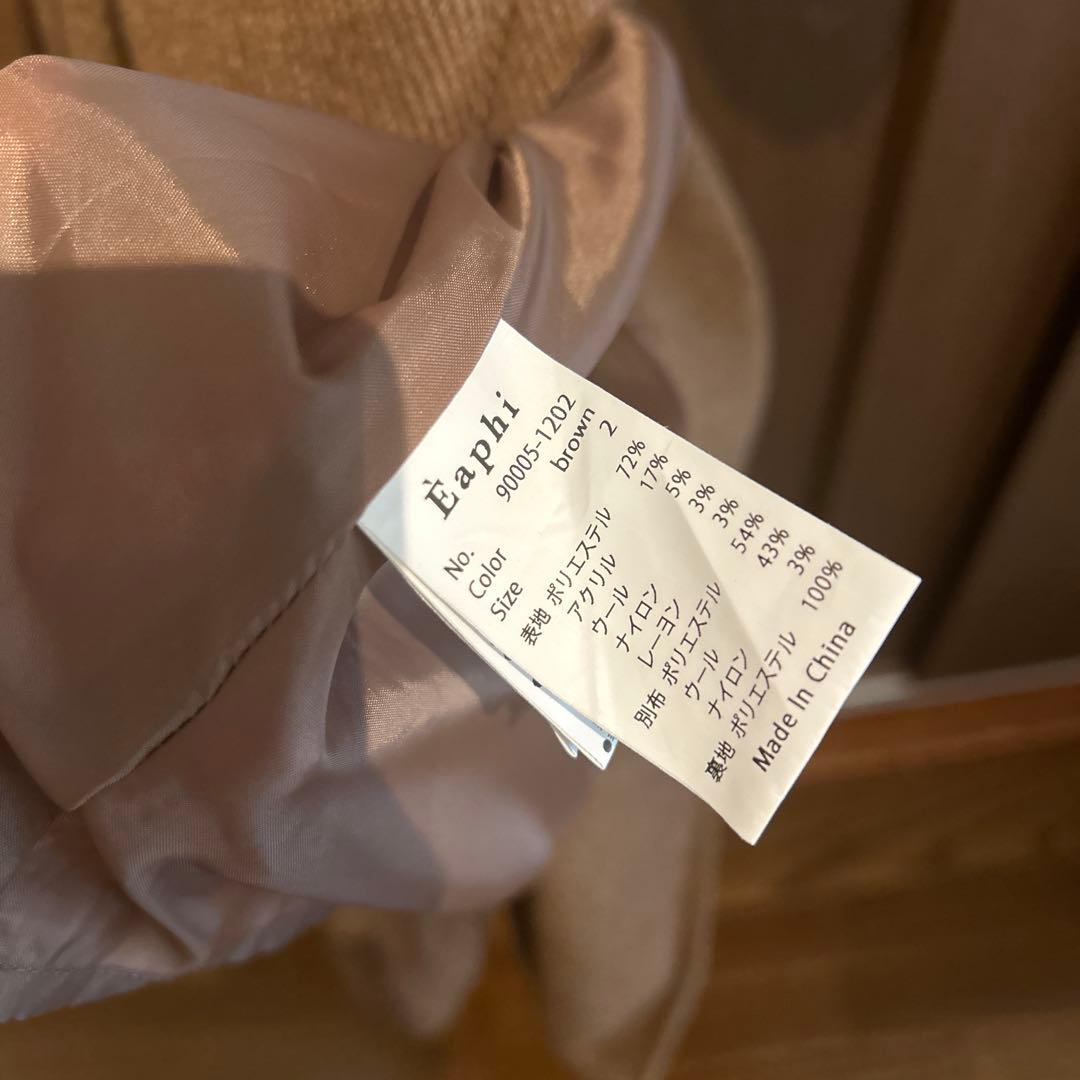 Èaphi
No. 90005-1202
Color brown
Size 2
表地 ポリエステル 72%
アクリル 17%
ウール 5%
ナイロン 3%
レーヨン 3%
別布 ポリエステル 54%
ウール 43%
ナイロン 3%
裏地 ポリエステル 100%
Made In China